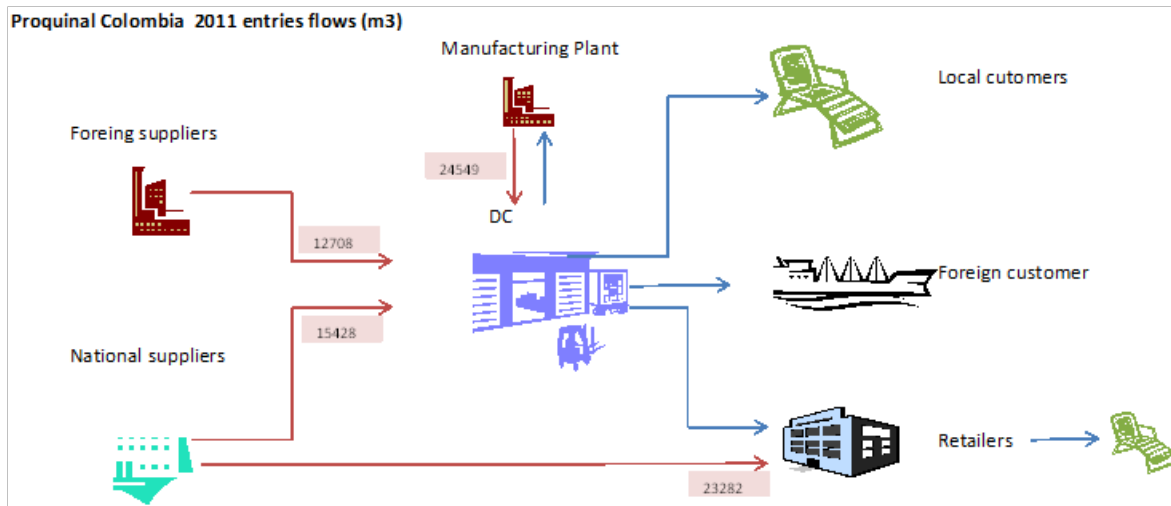 Proquinal Colombia 2011 entries flows (m3)
Manufacturing Plant
Local cutomers
Foreing suppliers
24549
DC
12708
Foreign customer
15428
National suppliers
Retailers
23282